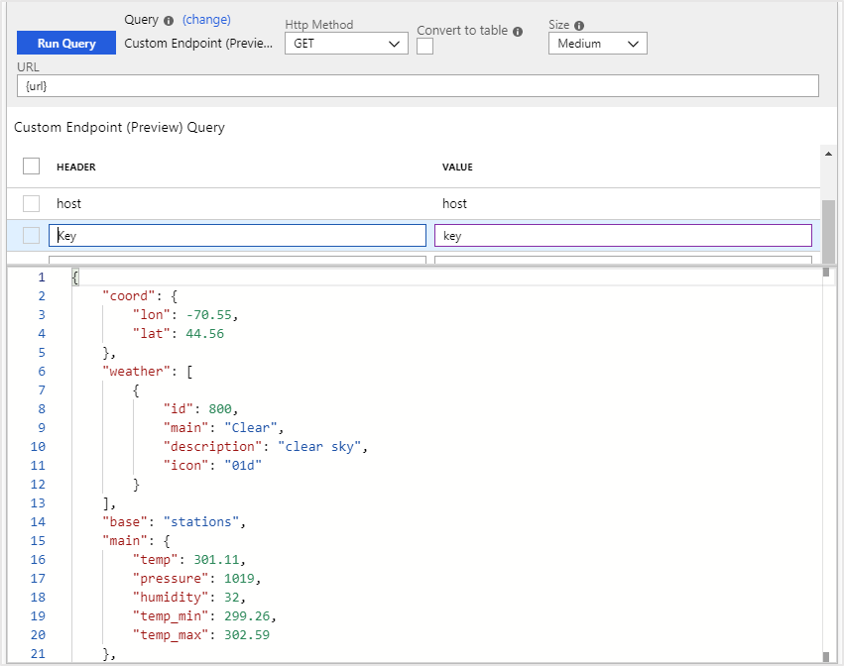 Query (change)
Http Method
Convert to table
Size
Run Query
Custom Endpoint (Previe...
GET
Medium
URL
{url}
Custom Endpoint (Preview) Query
HEADER VALUE
host host
Key key
1 {
2 "coord": {
3 "lon": -70.55,
4 "lat": 44.56
5 },
6 "weather": [
7 {
8 "id": 800,
9 "main": "Clear",
10 "description": "clear sky",
11 "icon": "01d"
12 }
13 ],
14 "base": "stations",
15 "main": {
16 "temp": 301.11,
17 "pressure": 1019,
18 "humidity": 32,
19 "temp_min": 299.26,
20 "temp_max": 302.59
21 },